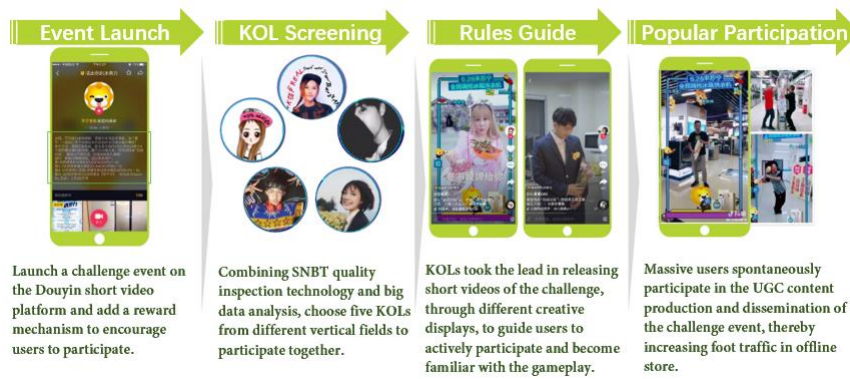 Event Launch
KOL Screening
Rules Guide
Popular Participation
Launch a challenge event on
the Douyin short video
platform and add a reward
mechanism to encourage
users to participate.
Combining SNBT quality
inspection technology and big
data analysis, choose five KOLs
from different vertical fields to
participate together.
KOLs took the lead in releasing
short videos of the challenge,
through different creative
displays, to guide users to
actively participate and become
familiar with the gameplay.
Massive users spontaneously
participate in the UGC content
production and dissemination of
the challenge event, thereby
increasing foot traffic in offline
store.